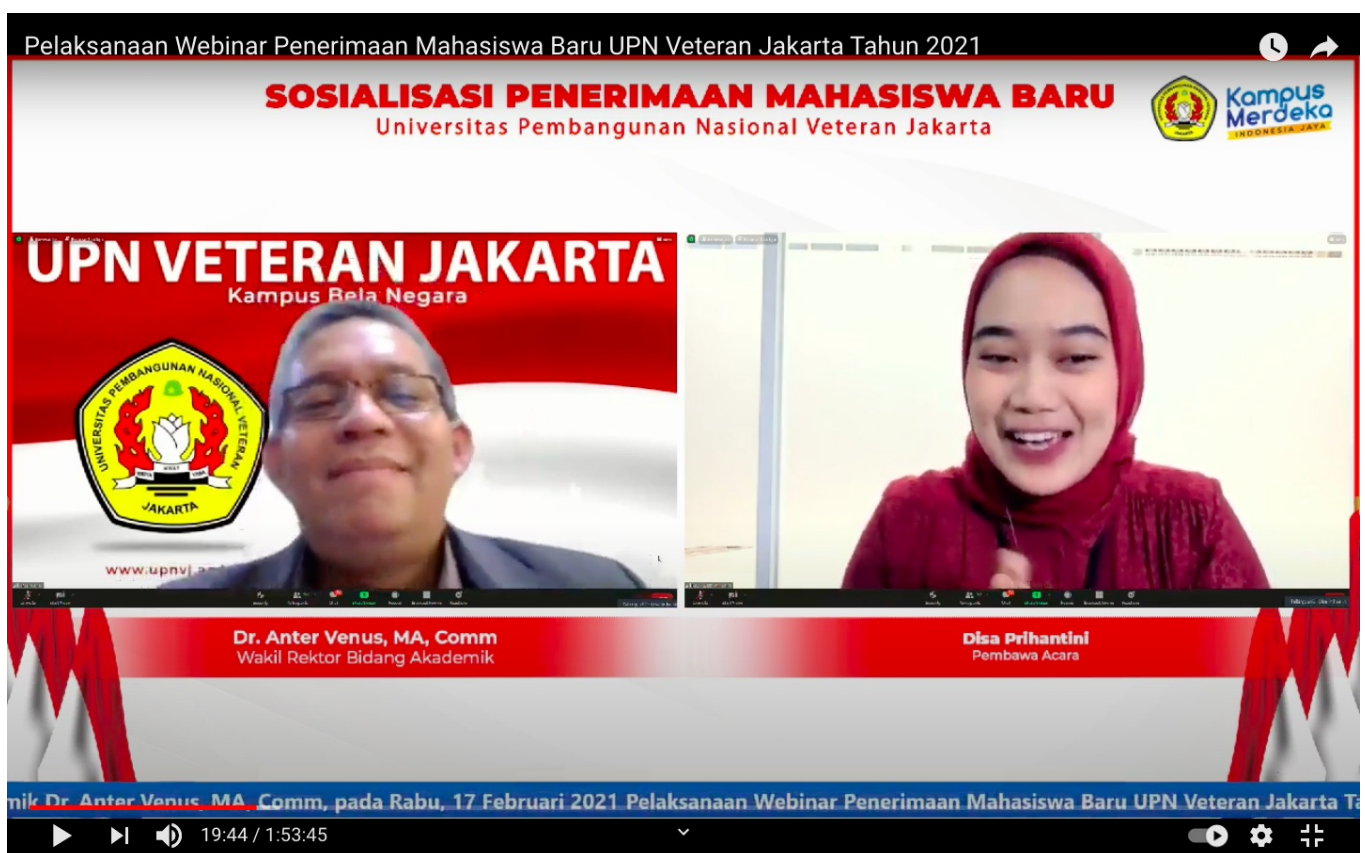 Pelaksanaan Webinar Penerimaan Mahasiswa Baru UPN Veteran Jakarta Tahun 2021
SOSIALISASI PENERIMAAN MAHASISWA BARU
Universitas Pembangunan Nasional Veteran Jakarta
Kampus
Merdeka
INDONESIA JAYA
UPN VETERAN JAKARTA
Kampus Bela Negara
UNIVERSITAS PEMBANGUNAN NASIONAL VETERAN
JAKARTA
www.upnvj.a
Dr. Anter Venus, MA, Comm
Wakil Rektor Bidang Akademik
Disa Prihantini
Pembawa Acara
mik Dr. Anter Venus, MA, Comm, pada Rabu, 17 Februari 2021 Pelaksanaan Webinar Penerimaan Mahasiswa Baru UPN Veteran Jakarta Ta
19:44 / 1:53:45